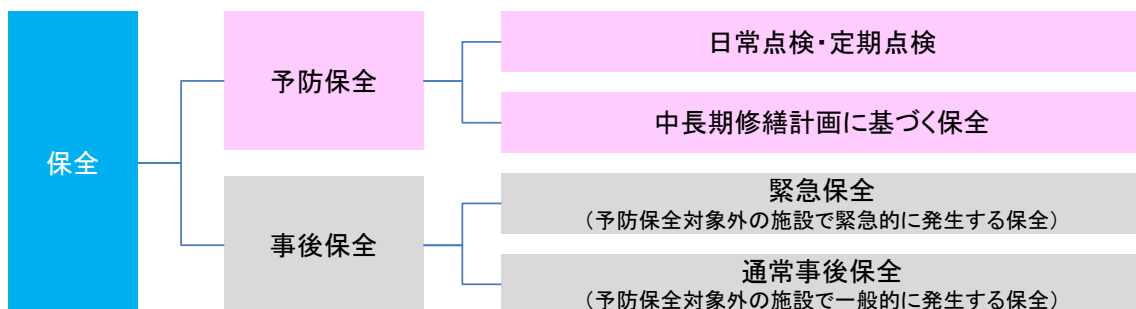 保全
予防保全
日常点検・定期点検
中長期修繕計画に基づく保全
事後保全
緊急保全
（予防保全対象外の施設で緊急的に発生する保全）
通常事後保全
（予防保全対象外の施設で一般的に発生する保全）